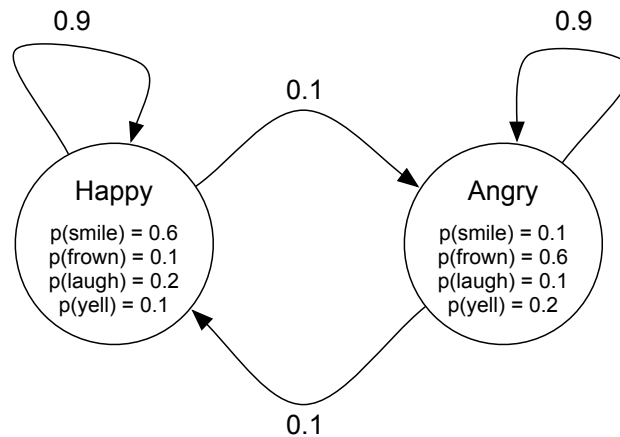 0.9
0.9
0.1
Happy
p(smile) = 0.6
p(frown) = 0.1
p(laugh) = 0.2
p(yell) = 0.1
Angry
p(smile) = 0.1
p(frown) = 0.6
p(laugh) = 0.1
p(yell) = 0.2
0.1